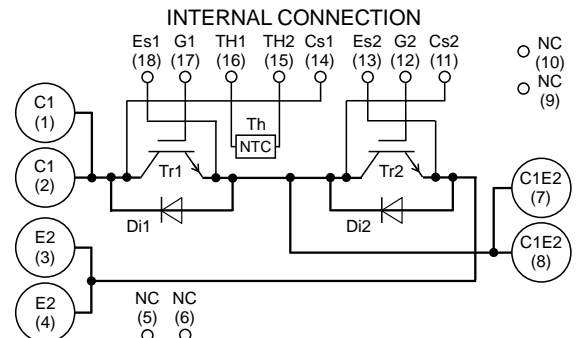 INTERNAL CONNECTION
Es1 G1 TH1 TH2 Cs1 Es2 G2 Cs2
(18) (17) (16) (15) (14) (13) (12) (11)
NC
(10)
NC
(9)
C1
(1)
Th
NTC
C1
(2)
Tr1
Tr2
Di1
Di2
C1E2
(7)
E2
(3)
C1E2
(8)
E2
(4)
NC NC
(5) (6)